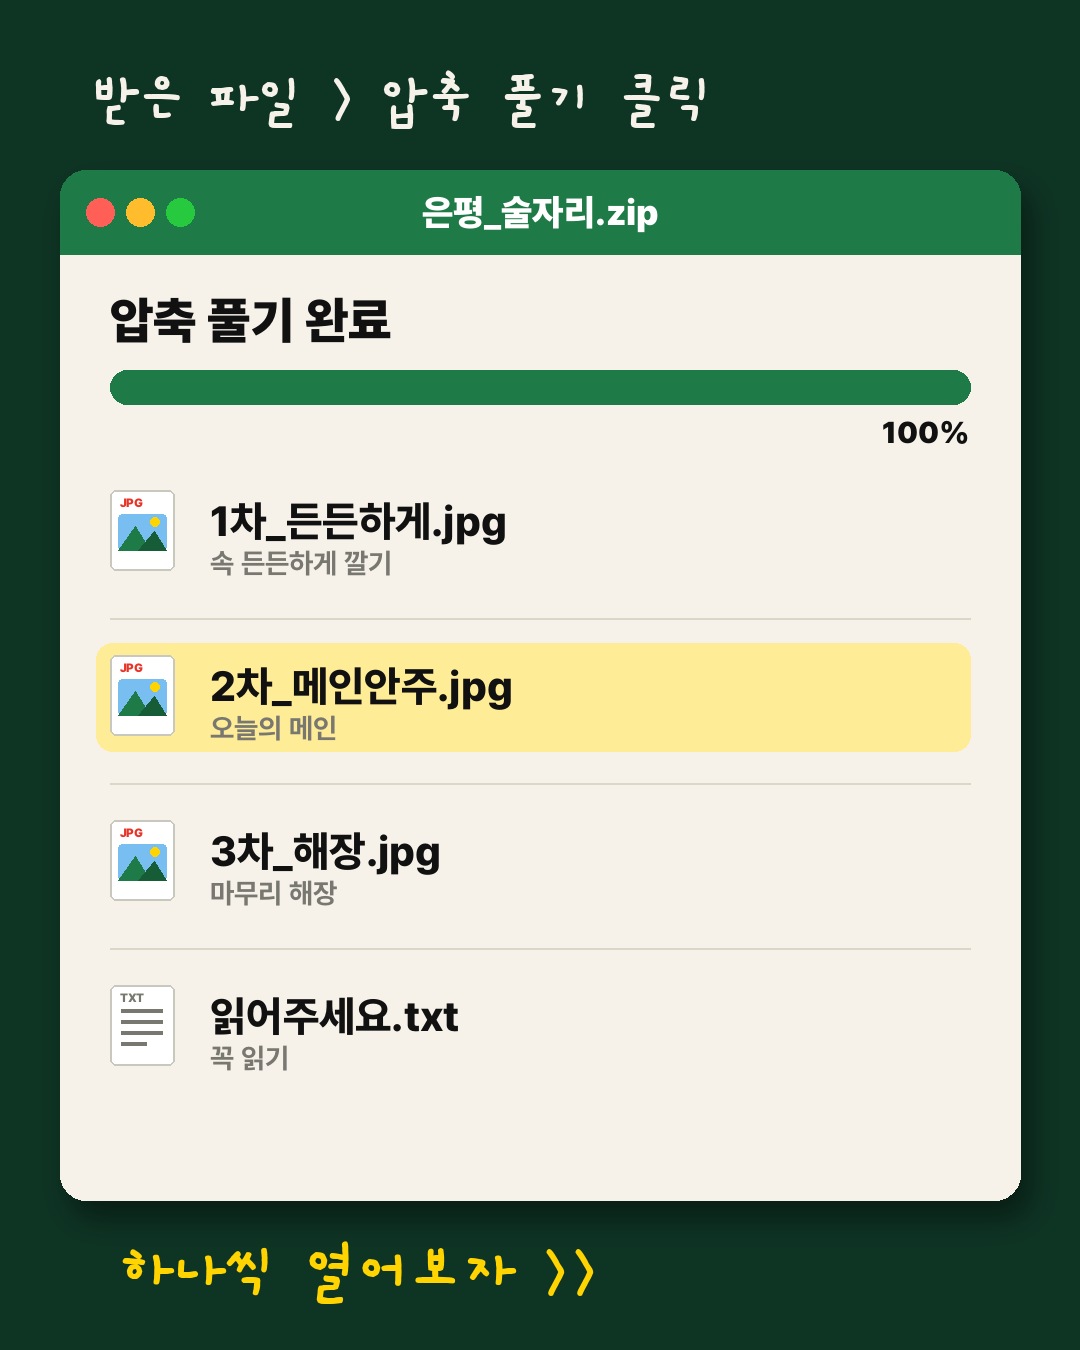 받은 파일 > 압축 풀기 클릭
은평_술자리.zip
압축 풀기 완료
100%
JPG
1차_든든하게.jpg
속 든든하게 깔기
JPG
2차_메인안주.jpg
오늘의 메인
JPG
3차_해장.jpg
마무리 해장
TXT
읽어주세요.txt
꼭 읽기
하나씩 열어보자 >>